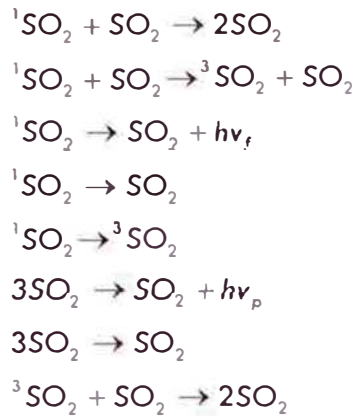 ¹SO₂ + SO₂ → 2SO₂
¹SO₂ + SO₂ → ³SO₂ + SO₂
¹SO₂ → SO₂ + hν_f
¹SO₂ → SO₂
¹SO₂ → ³SO₂
3SO₂ → SO₂ + hν_p
3SO₂ → SO₂
³SO₂ + SO₂ → 2SO₂